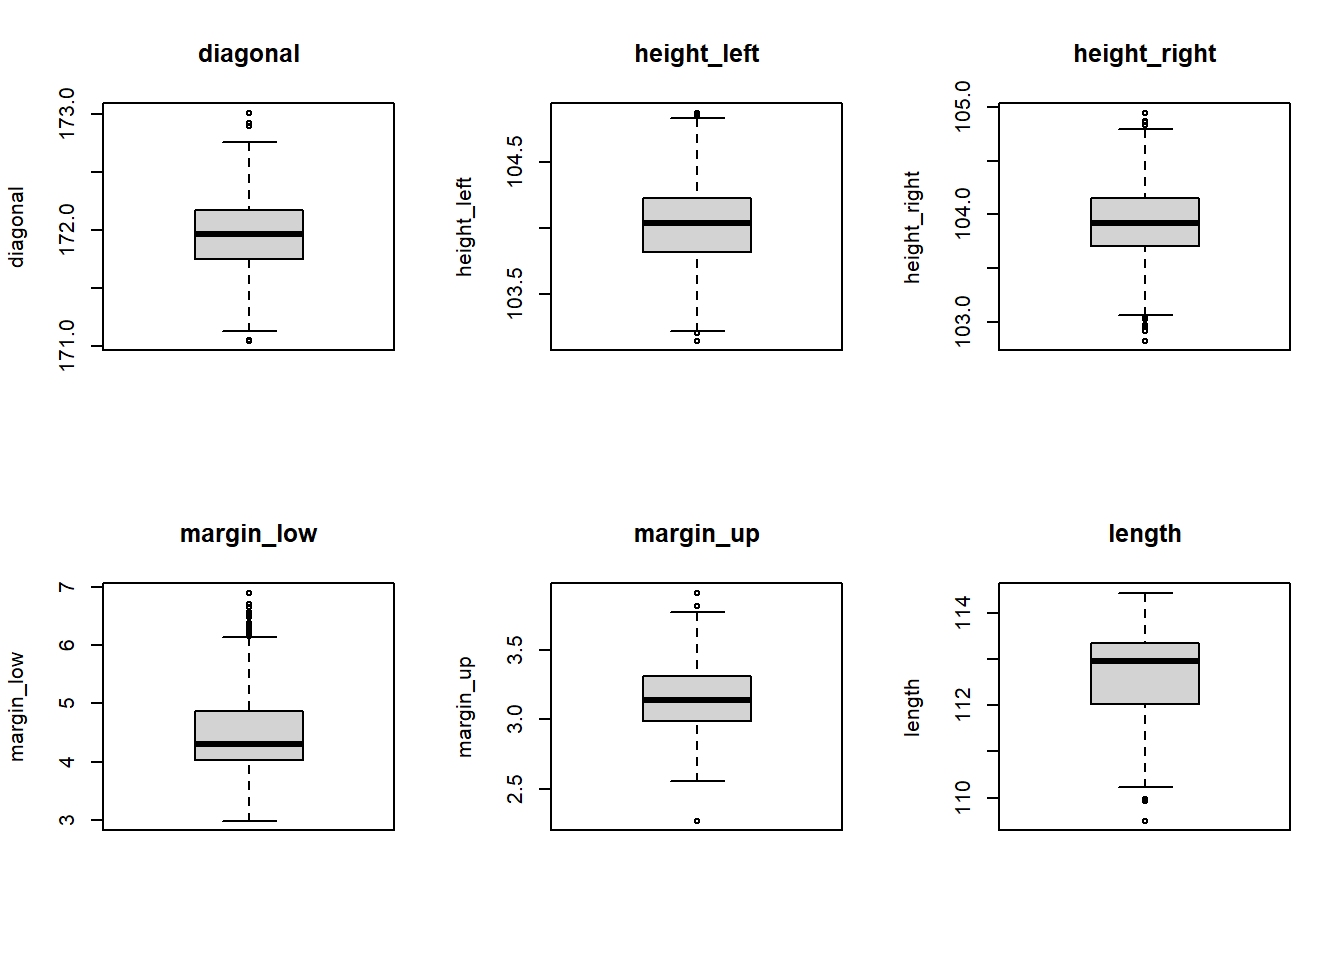 diagonal
height_left
height_right
diagonal
171.0
172.0
173.0
height_left
103.5
104.5
height_right
103.0
104.0
105.0
margin_low
margin_up
length
margin_low
3
4
5
6
7
margin_up
2.5
3.0
3.5
length
110
112
114